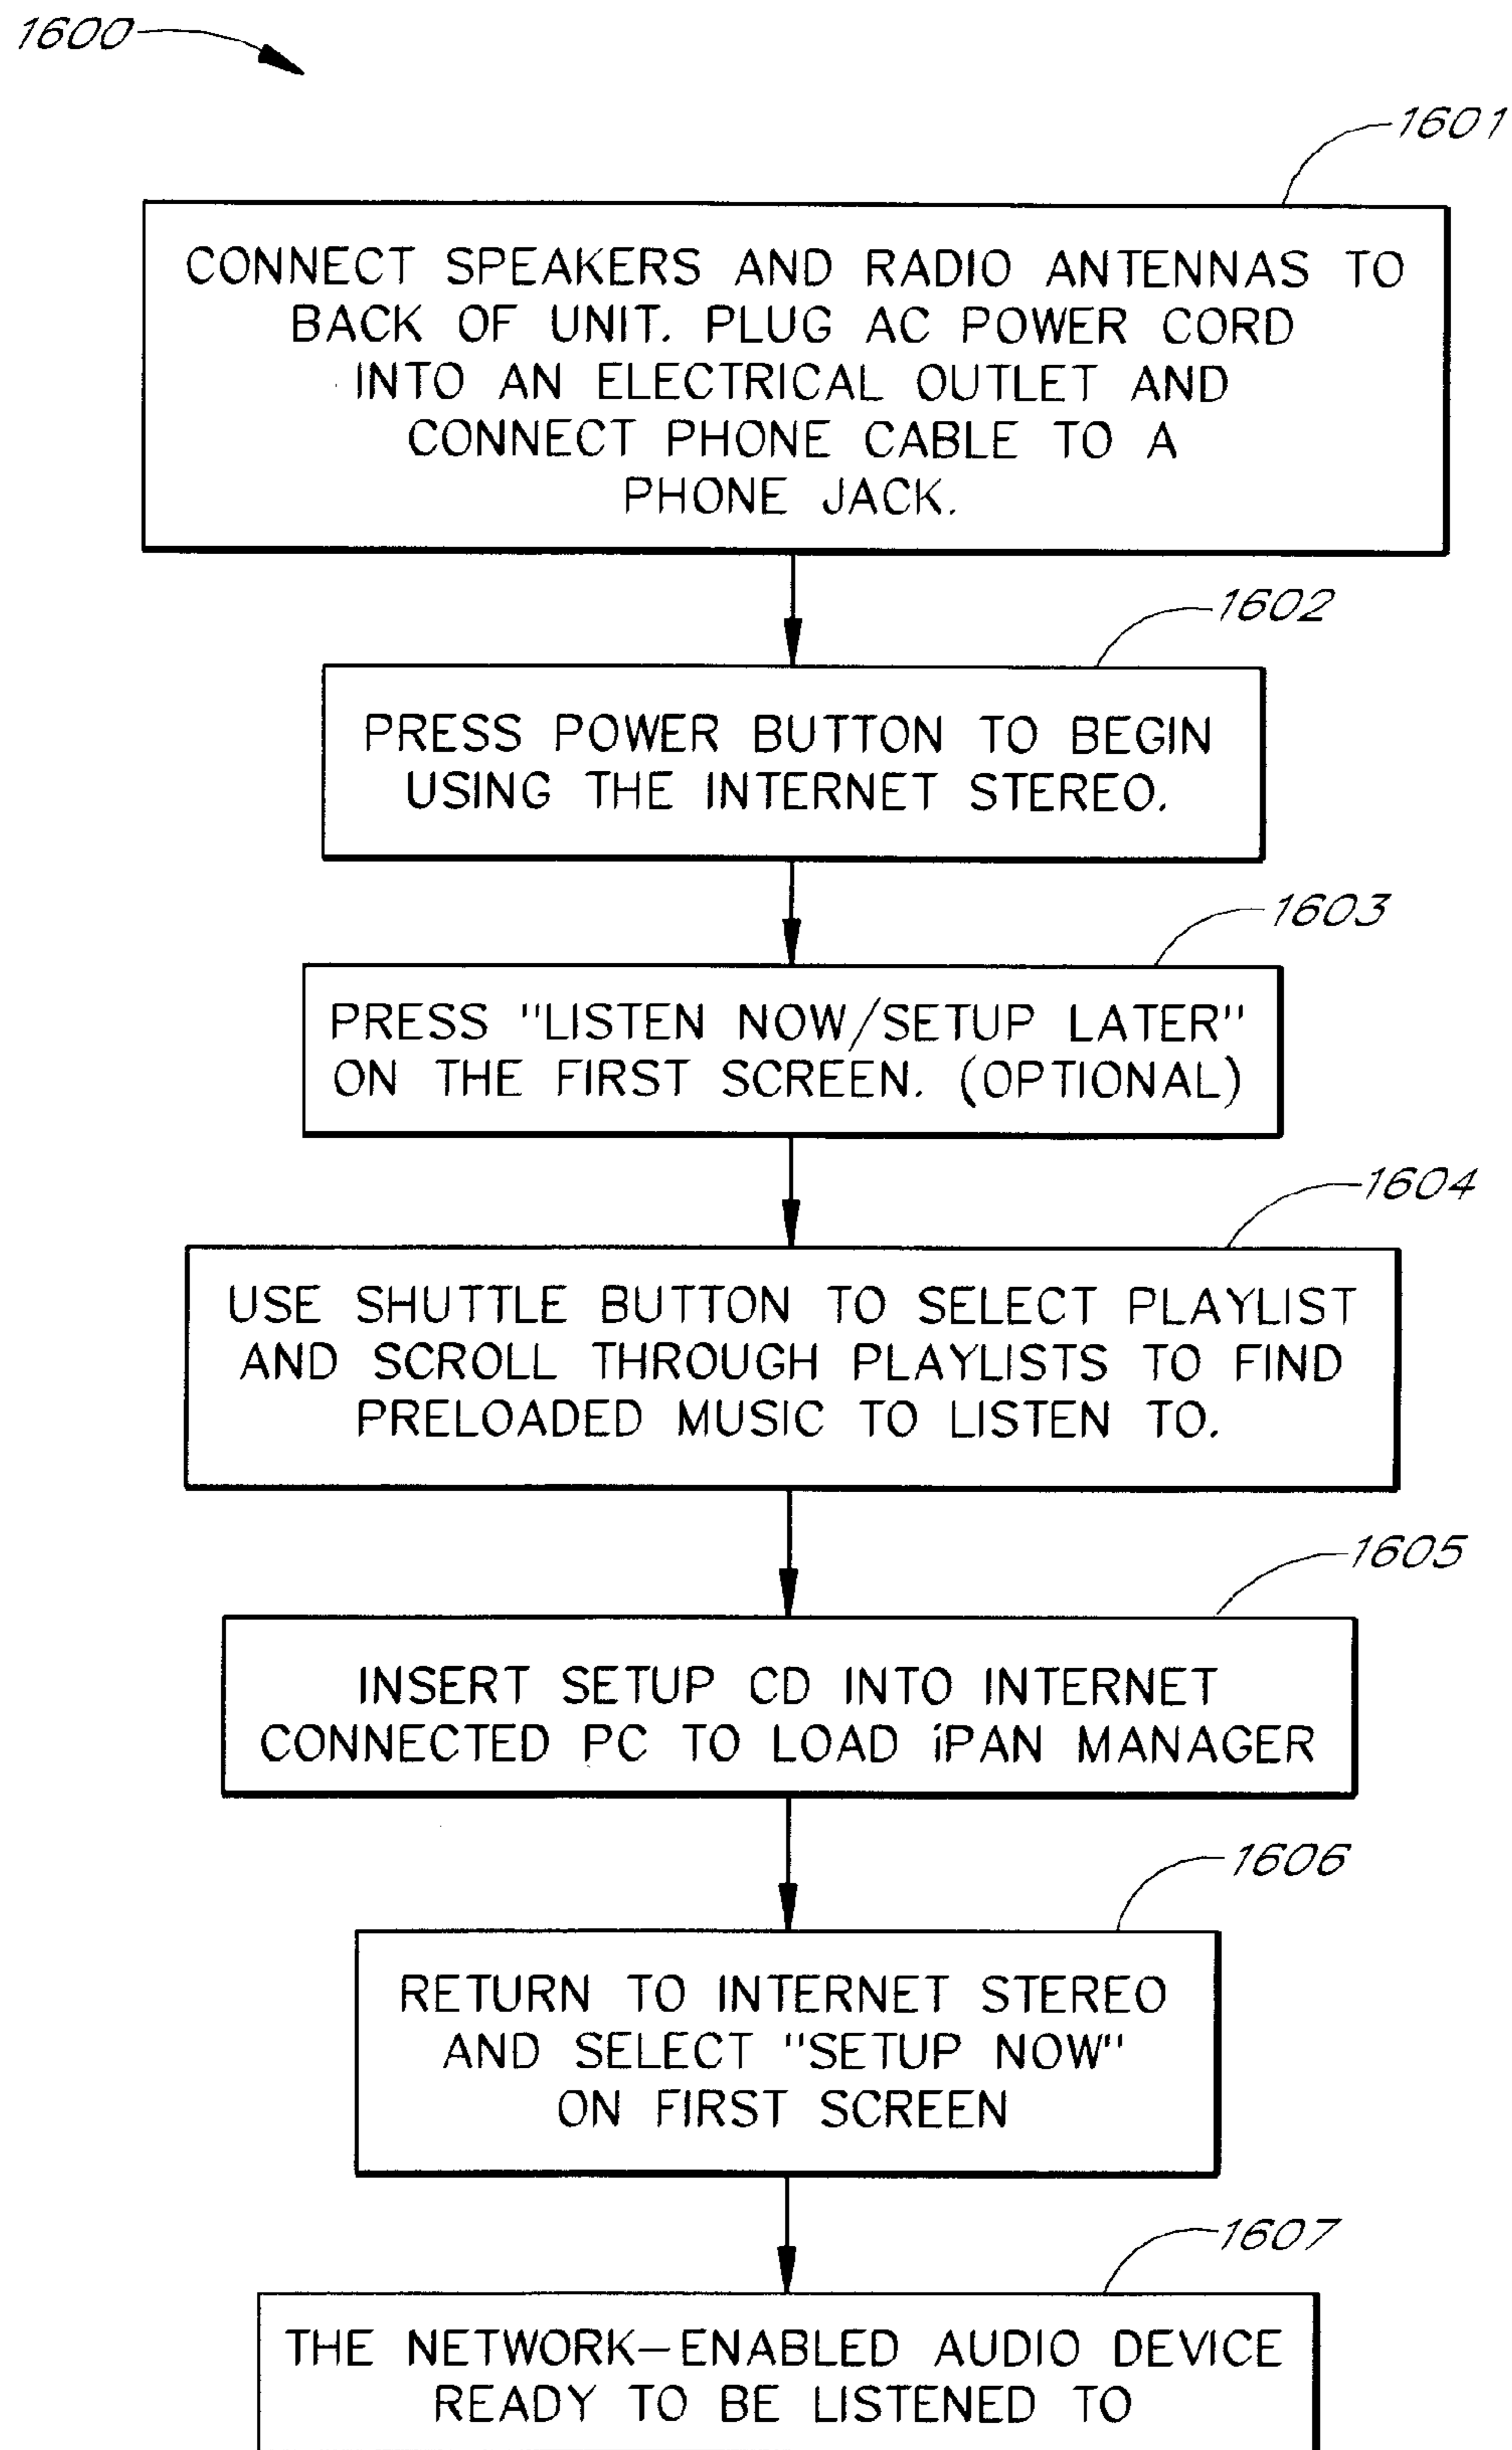 1600
1601
CONNECT SPEAKERS AND RADIO ANTENNAS TO
BACK OF UNIT. PLUG AC POWER CORD
INTO AN ELECTRICAL OUTLET AND
CONNECT PHONE CABLE TO A
PHONE JACK.
1602
PRESS POWER BUTTON TO BEGIN
USING THE INTERNET STEREO.
1603
PRESS "LISTEN NOW/SETUP LATER"
ON THE FIRST SCREEN. (OPTIONAL)
1604
USE SHUTTLE BUTTON TO SELECT PLAYLIST
AND SCROLL THROUGH PLAYLISTS TO FIND
PRELOADED MUSIC TO LISTEN TO.
1605
INSERT SETUP CD INTO INTERNET
CONNECTED PC TO LOAD iPAN MANAGER
1606
RETURN TO INTERNET STEREO
AND SELECT "SETUP NOW"
ON FIRST SCREEN
1607
THE NETWORK-ENABLED AUDIO DEVICE
READY TO BE LISTENED TO